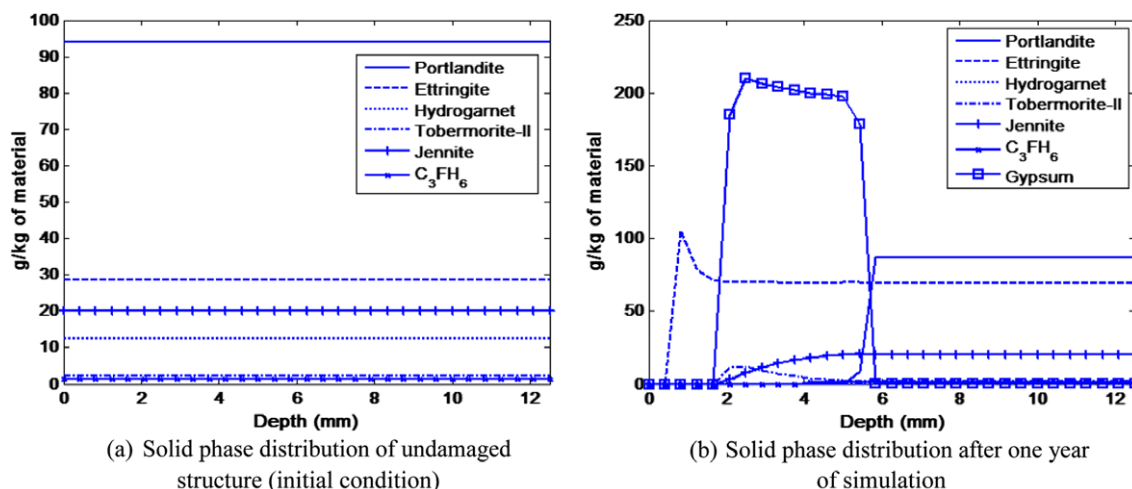 100
90
80
70
60
50
40
30
20
10
0
g/kg of material
Portlandite
Ettringite
Hydrogarnet
Tobermorite-II
Jennite
C₃FH₆
0 2 4 6 8 10 12
Depth (mm)
(a) Solid phase distribution of undamaged
structure (initial condition)
250
200
150
100
50
0
g/kg of material
Portlandite
Ettringite
Hydrogarnet
Tobermorite-II
Jennite
C₃FH₆
Gypsum
0 2 4 6 8 10 12
Depth (mm)
(b) Solid phase distribution after one year
of simulation